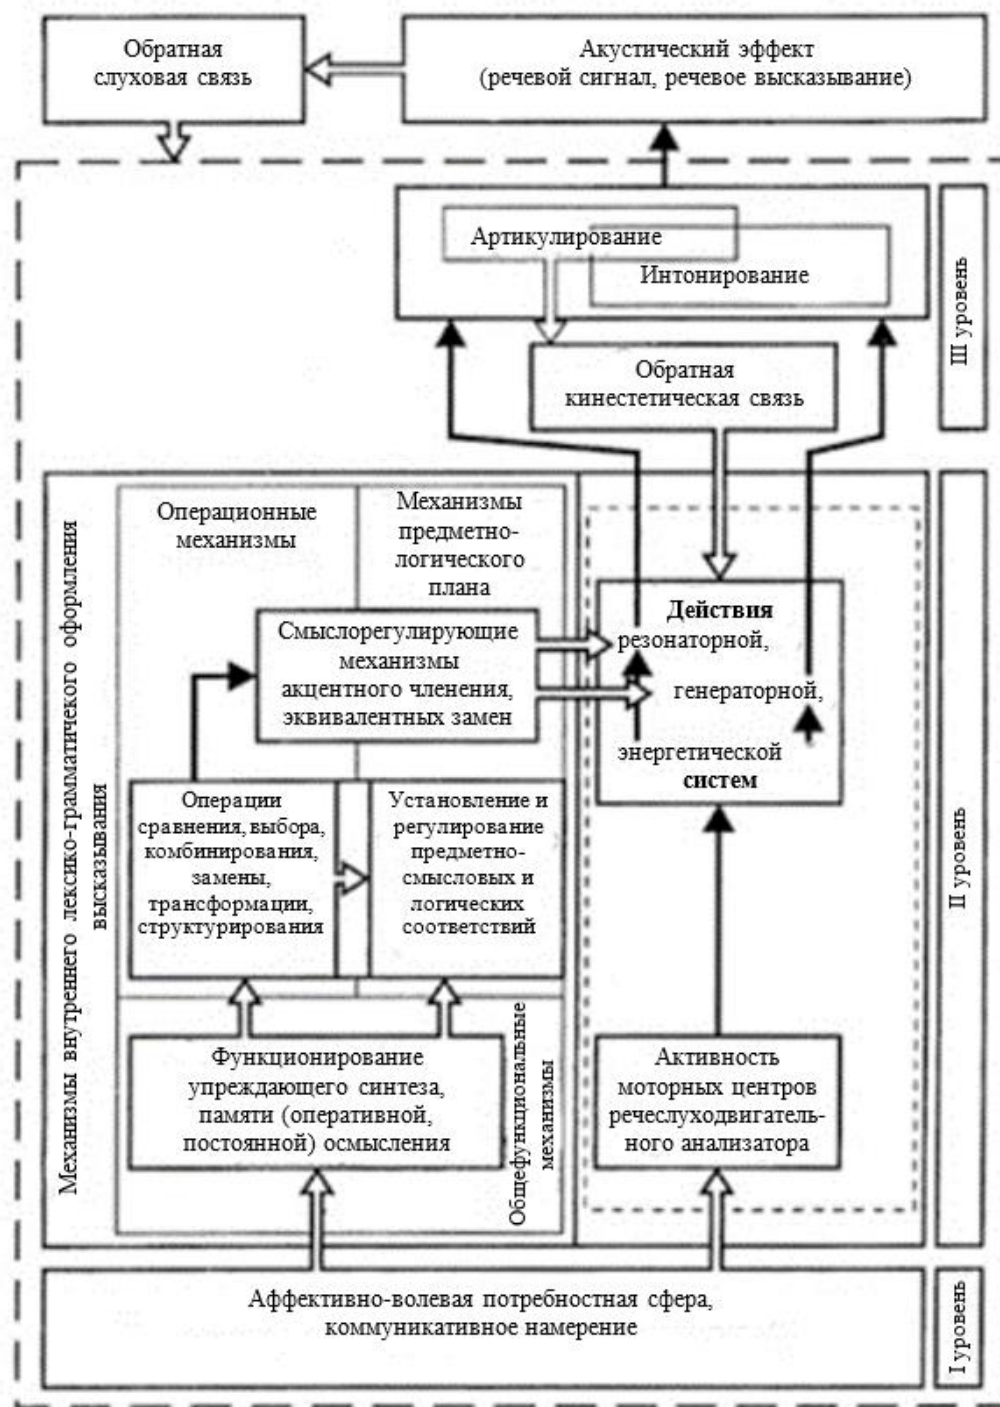 Обратная
слуховая связь
Акустический эффект
(речевой сигнал, речевое высказывание)
Артикулирование
Интонирование
III уровень
Обратная
кинестетическая связь
Механизмы внутреннего лексико-грамматического оформления
высказывания
Операционные
механизмы
Механизмы
предметно-
логического
плана
Смыслорегулирующие
механизмы
акцентного членения,
эквивалентных замен
Действия
резонаторной,
генераторной,
энергетической
систем
Операции
сравнения, выбора,
комбинирования,
замены,
трансформации,
структурирования
Установление и
регулирование
предметно-
смысловых и
логических
соответствий
II уровень
Функционирование
упреждающего синтеза,
памяти (оперативной,
постоянной) осмысления
Общефункциональные
механизмы
Активность
моторных центров
речеслуходвигатель-
ного анализатора
Аффективно-волевая потребностная сфера,
коммуникативное намерение
I уровень